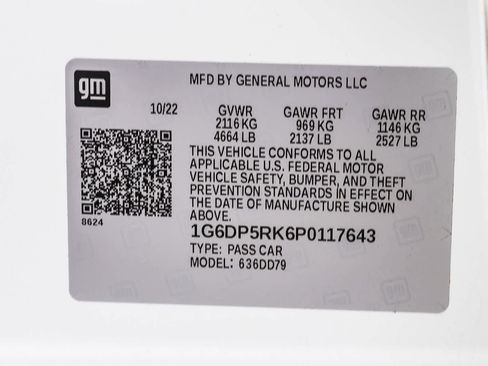 gm
MFD BY GENERAL MOTORS LLC
10/22 GVWR GAWR FRT GAWR RR
2116 KG 969 KG 1146 KG
4664 LB 2137 LB 2527 LB
THIS VEHICLE CONFORMS TO ALL
APPLICABLE U.S. FEDERAL MOTOR
VEHICLE SAFETY, BUMPER, AND THEFT
PREVENTION STANDARDS IN EFFECT ON
THE DATE OF MANUFACTURE SHOWN
ABOVE.
8624
1G6DP5RK6P0117643
TYPE: PASS CAR
MODEL: 636DD79